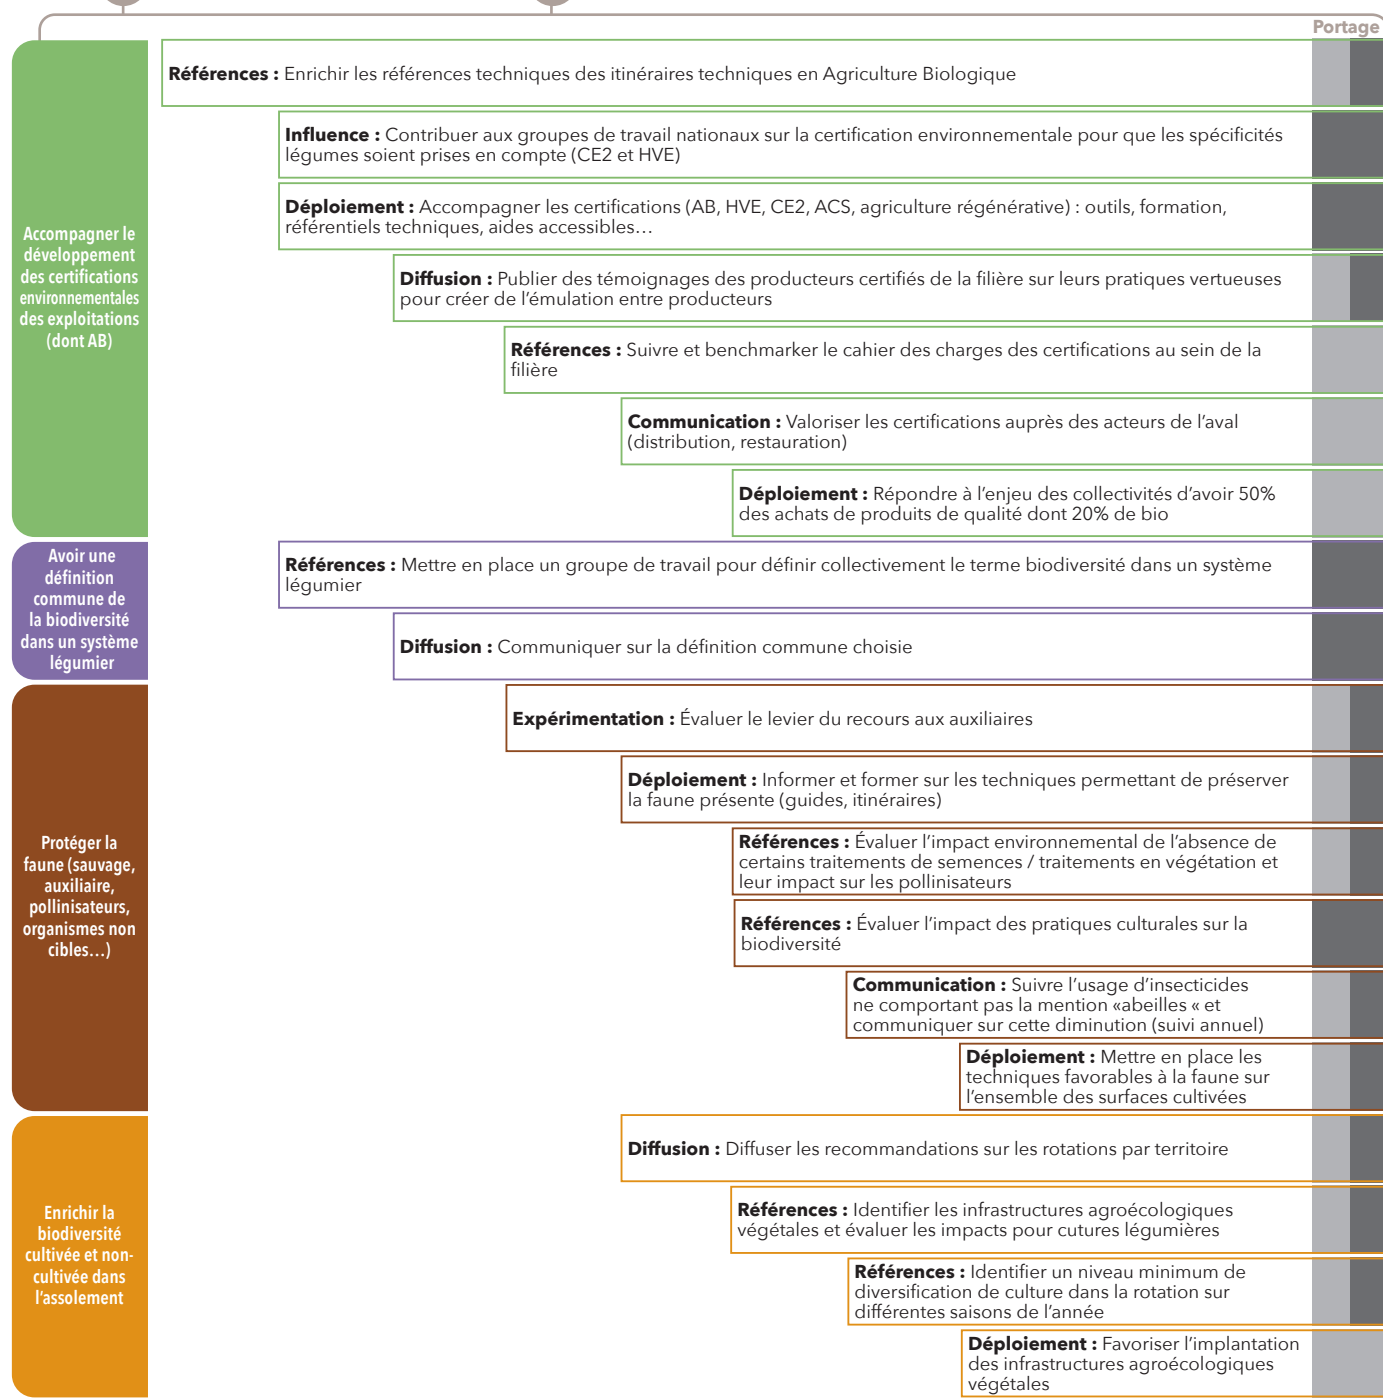 Portage
Accompagner le
développement
des certifications
environnementales
des exploitations
(dont AB)
Références : Enrichir les références techniques des itinéraires techniques en Agriculture Biologique
Influence : Contribuer aux groupes de travail nationaux sur la certification environnementale pour que les spécificités
légumes soient prises en compte (CE2 et HVE)
Déploiement : Accompagner les certifications (AB, HVE, CE2, ACS, agriculture régénérative) : outils, formation,
référentiels techniques, aides accessibles…
Diffusion : Publier des témoignages des producteurs certifiés de la filière sur leurs pratiques vertueuses
pour créer de l’émulation entre producteurs
Références : Suivre et benchmarker le cahier des charges des certifications au sein de la
filière
Communication : Valoriser les certifications auprès des acteurs de l’aval
(distribution, restauration)
Déploiement : Répondre à l’enjeu des collectivités d’avoir 50%
des achats de produits de qualité dont 20% de bio
Avoir une
définition
commune de
la biodiversité
dans un système
légumier
Références : Mettre en place un groupe de travail pour définir collectivement le terme biodiversité dans un système
légumier
Diffusion : Communiquer sur la définition commune choisie
Protéger la
faune (sauvage,
auxiliaire,
pollinisateurs,
organismes non
cibles…)
Expérimentation : Évaluer le levier du recours aux auxiliaires
Déploiement : Informer et former sur les techniques permettant de préserver
la faune présente (guides, itinéraires)
Références : Évaluer l’impact environnemental de l’absence de
certains traitements de semences / traitements en végétation et
leur impact sur les pollinisateurs
Références : Évaluer l’impact des pratiques culturales sur la
biodiversité
Communication : Suivre l’usage d’insecticides
ne comportant pas la mention «abeilles « et
communiquer sur cette diminution (suivi annuel)
Déploiement : Mettre en place les
techniques favorables à la faune sur
l’ensemble des surfaces cultivées
Enrichir la
biodiversité
cultivée et non-
cultivée dans
l’assolement
Diffusion : Diffuser les recommandations sur les rotations par territoire
Références : Identifier les infrastructures agroécologiques
végétales et évaluer les impacts pour cutures légumières
Références : Identifier un niveau minimum de
diversification de culture dans la rotation sur
différentes saisons de l’année
Déploiement : Favoriser l’implantation
des infrastructures agroécologiques
végétales